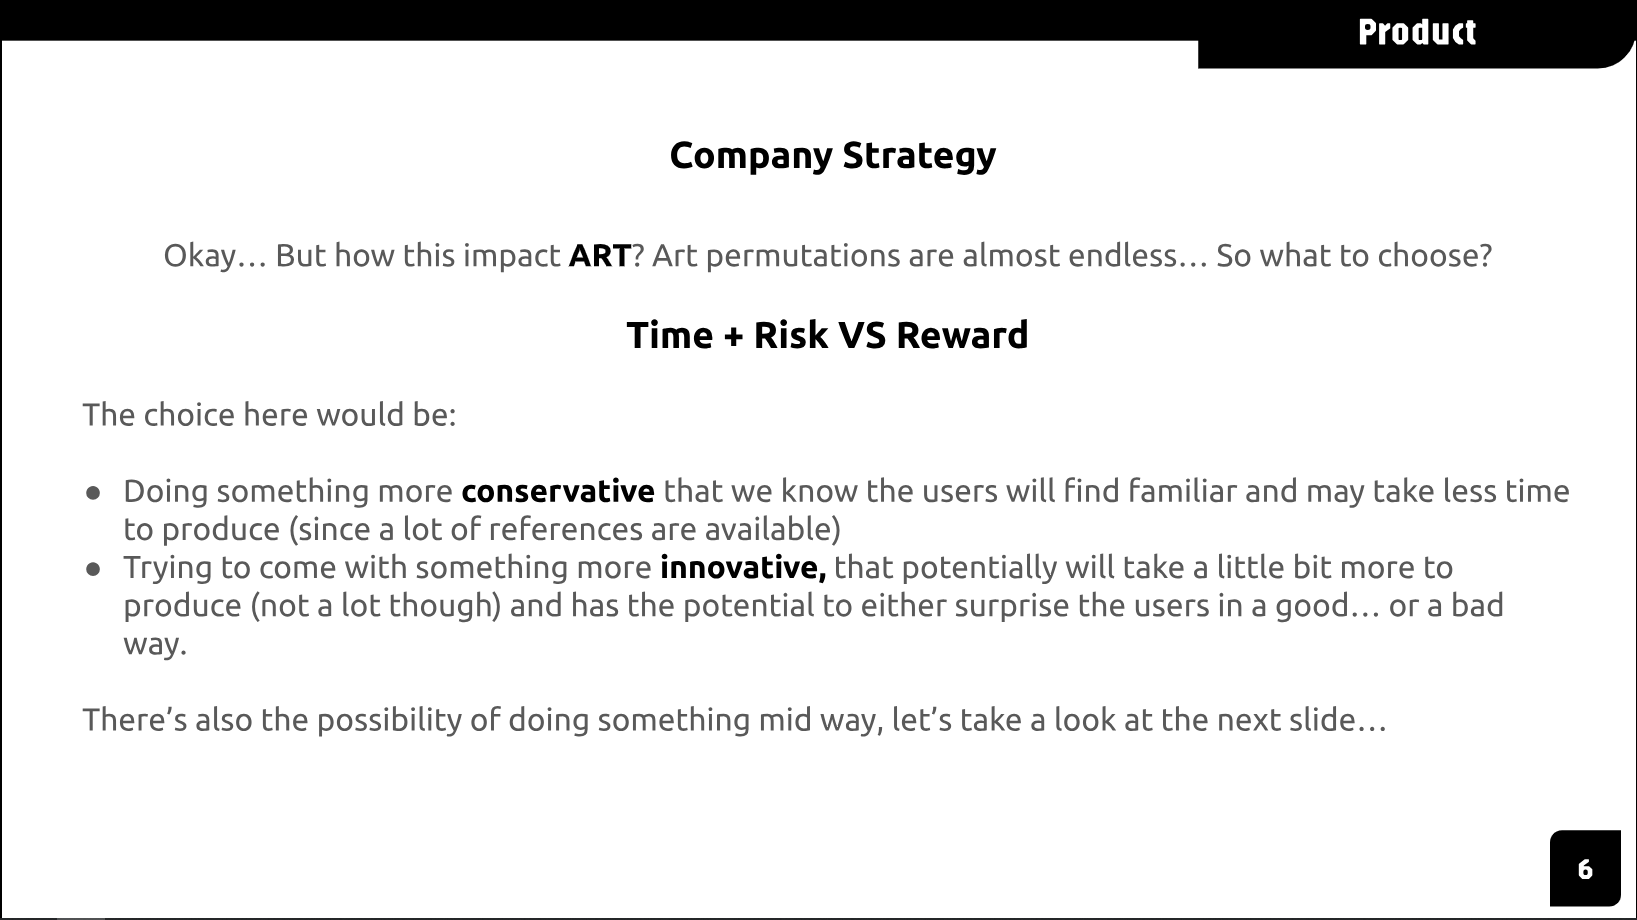 Product
Company Strategy
Okay… But how this impact ART? Art permutations are almost endless… So what to choose?
Time + Risk VS Reward
The choice here would be:
● Doing something more conservative that we know the users will find familiar and may take less time
to produce (since a lot of references are available)
● Trying to come with something more innovative, that potentially will take a little bit more to
produce (not a lot though) and has the potential to either surprise the users in a good… or a bad
way.
There’s also the possibility of doing something mid way, let’s take a look at the next slide…
6